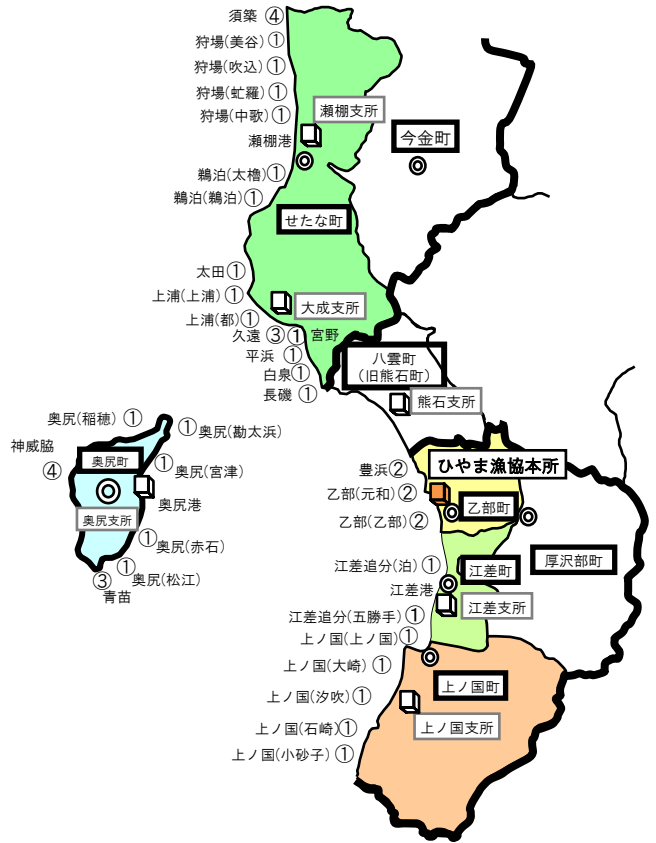 須築 ④
狩場(美谷) ①
狩場(吹込) ①
狩場(虻羅) ①
狩場(中歌) ①
瀬棚支所
瀬棚港
今金町
鵜泊(太櫓) ①
鵜泊(鵜泊) ①
せたな町
太田 ①
上浦(上浦) ①
大成支所
上浦(都) ①
久遠 ③
① 宮野
平浜 ①
白泉 ①
長磯 ①
八雲町
(旧熊石町)
熊石支所
奥尻(稲穂) ①
① 奥尻(勘太浜)
神威脇
④
奥尻町
① 奥尻(宮津)
奥尻港
奥尻支所
① 奥尻(赤石)
① 奥尻(松江)
③
青苗
ひやま漁協本所
豊浜 ②
乙部(元和) ②
乙部町
乙部(乙部) ②
厚沢部町
江差追分(泊) ①
江差町
江差港
江差支所
江差追分(五勝手) ①
上ノ国(上ノ国) ①
上ノ国(大崎) ①
上ノ国町
上ノ国(汐吹) ①
上ノ国支所
上ノ国(石崎) ①
上ノ国(小砂子) ①